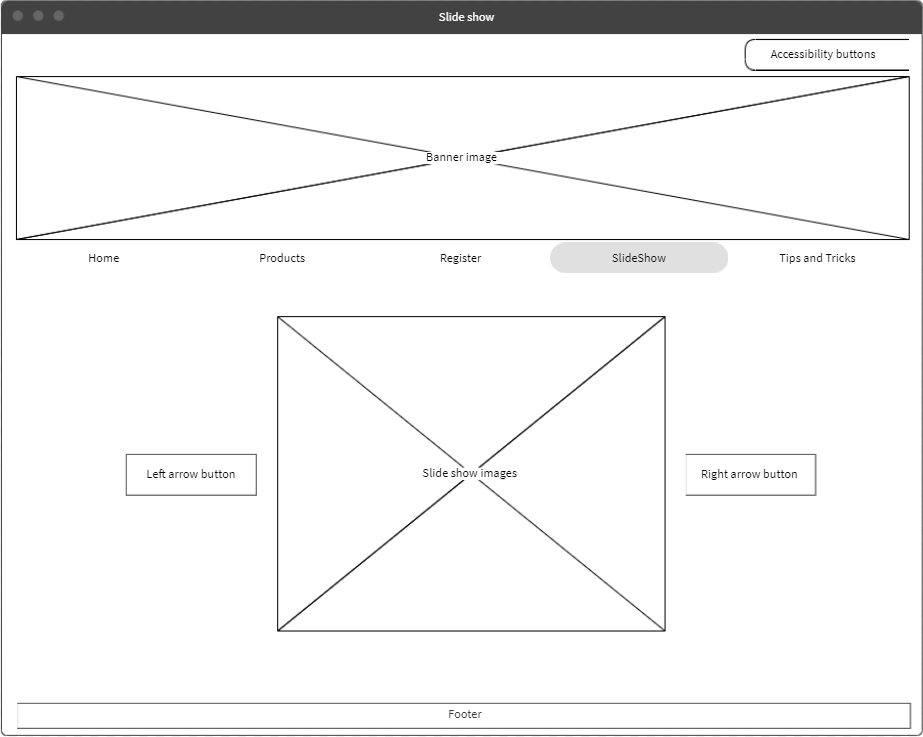 Slide show
Accessibility buttons
Banner image
Home
Products
Register
SlideShow
Tips and Tricks
Slide show images
Left arrow button
Right arrow button
Footer